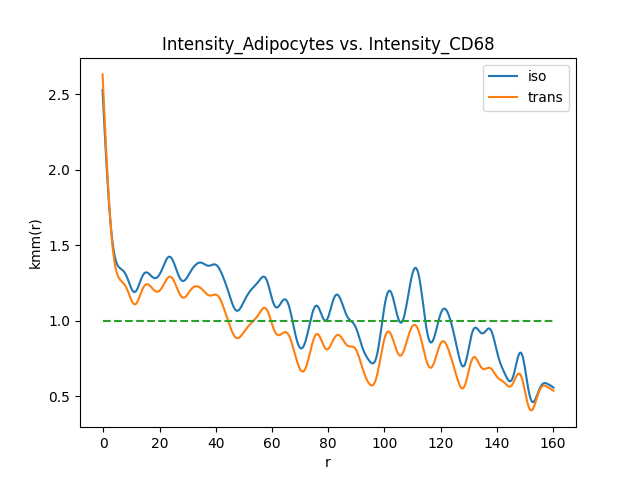 Intensity_Adipocytes vs. Intensity_CD68
iso
trans
kmm(r)
2.5
2.0
1.5
1.0
0.5
0 20 40 60 80 100 120 140 160
r